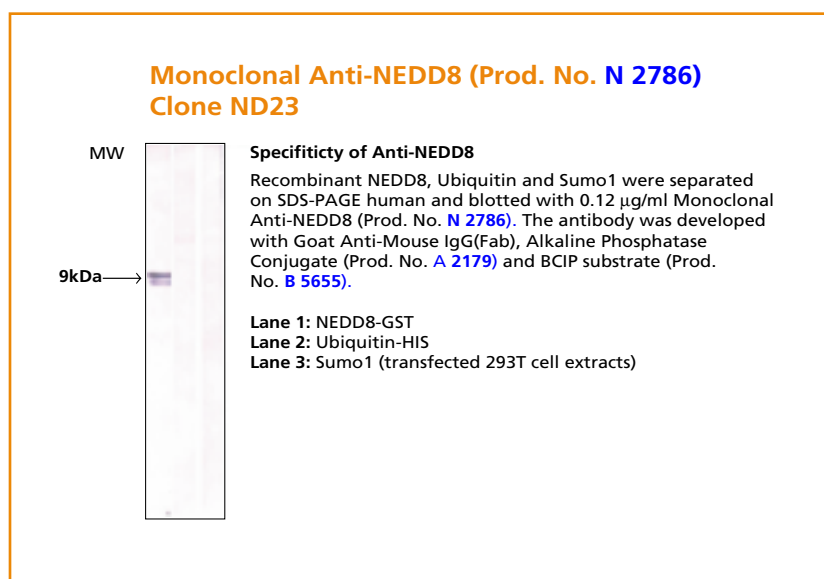 Monoclonal Anti-NEDD8 (Prod. No. N 2786)
Clone ND23
MW
9kDa
Specifiticty of Anti-NEDD8
Recombinant NEDD8, Ubiquitin and Sumo1 were separated
on SDS-PAGE human and blotted with 0.12 µg/ml Monoclonal
Anti-NEDD8 (Prod. No. N 2786). The antibody was developed
with Goat Anti-Mouse IgG(Fab), Alkaline Phosphatase
Conjugate (Prod. No. A 2179) and BCIP substrate (Prod.
No. B 5655).
Lane 1: NEDD8-GST
Lane 2: Ubiquitin-HIS
Lane 3: Sumo1 (transfected 293T cell extracts)